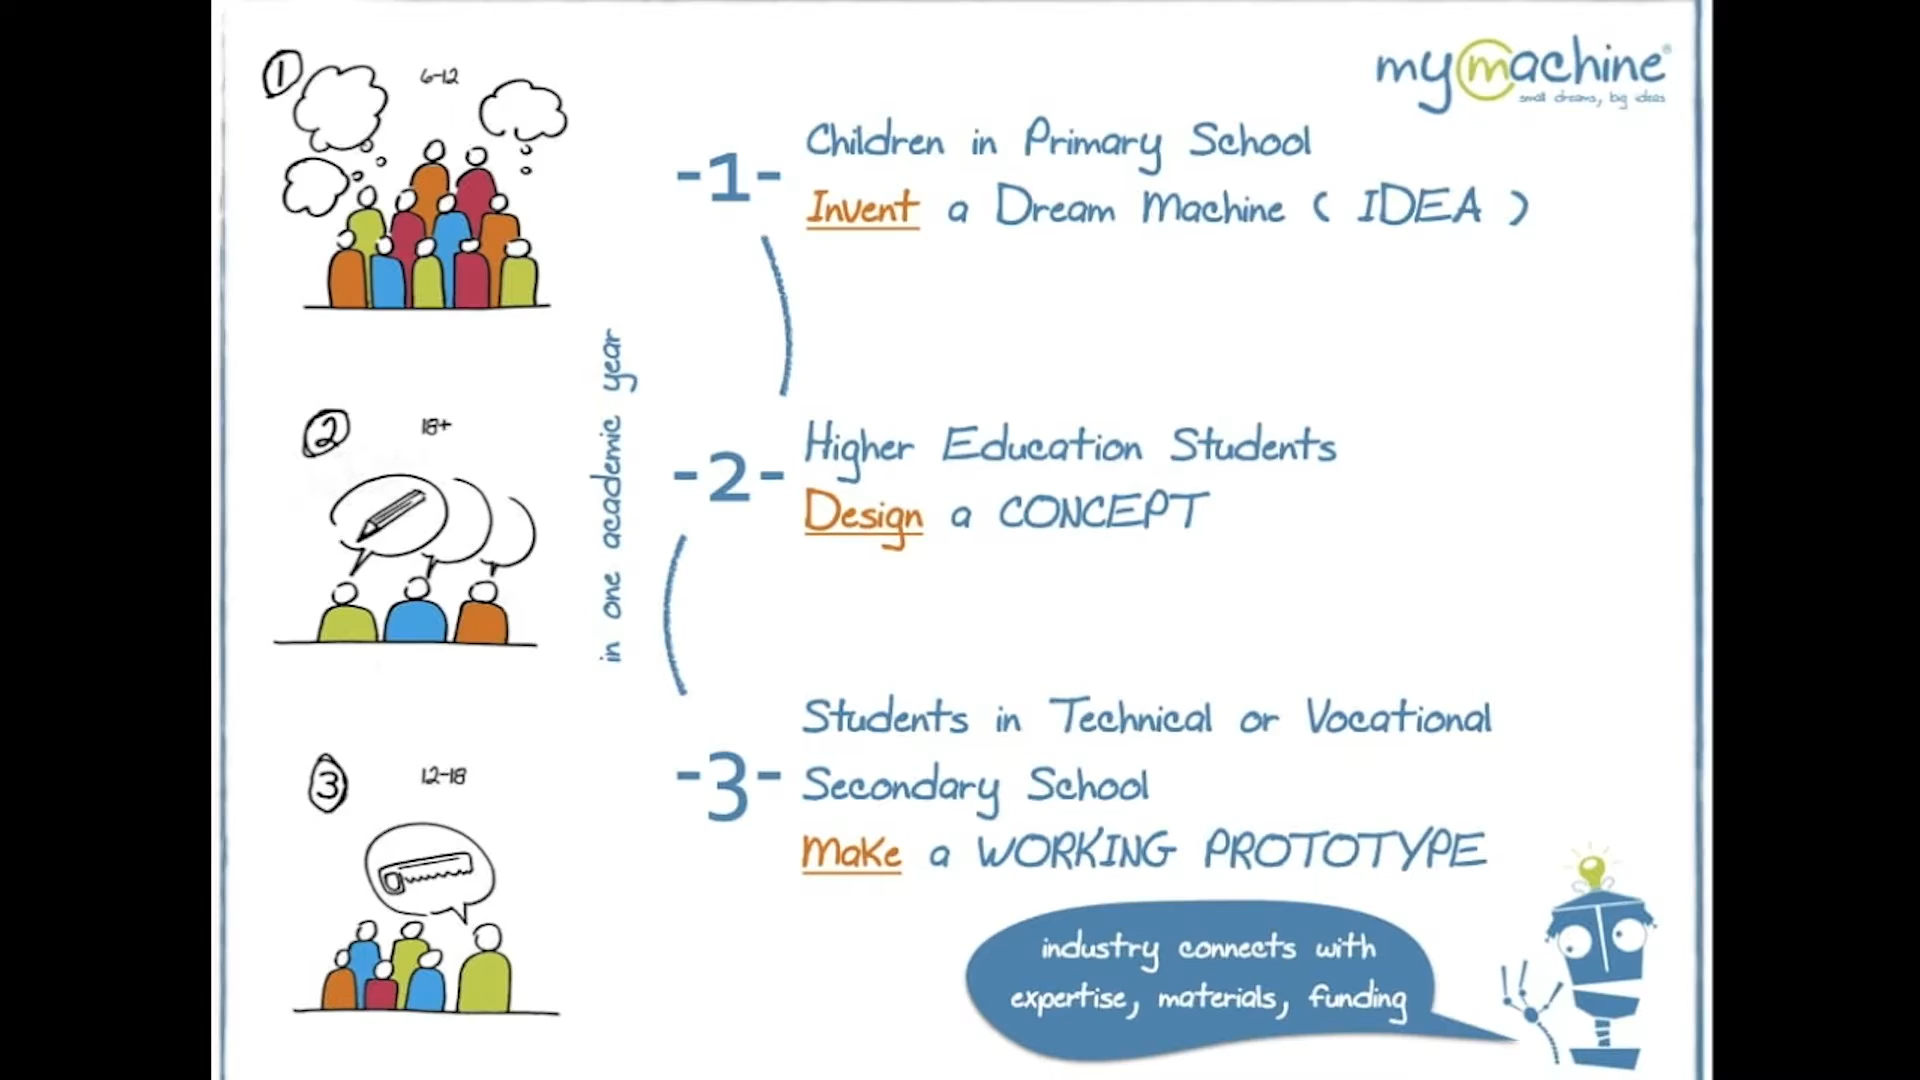 mymachine®
small dreams, big ideas
1
6-12
-1-
Children in Primary School
Invent a Dream Machine ( IDEA )
in one academic year
2
18+
-2-
Higher Education Students
Design a CONCEPT
3
12-18
-3-
Students in Technical or Vocational
Secondary School
Make a WORKING PROTOTYPE
industry connects with
expertise, materials, funding